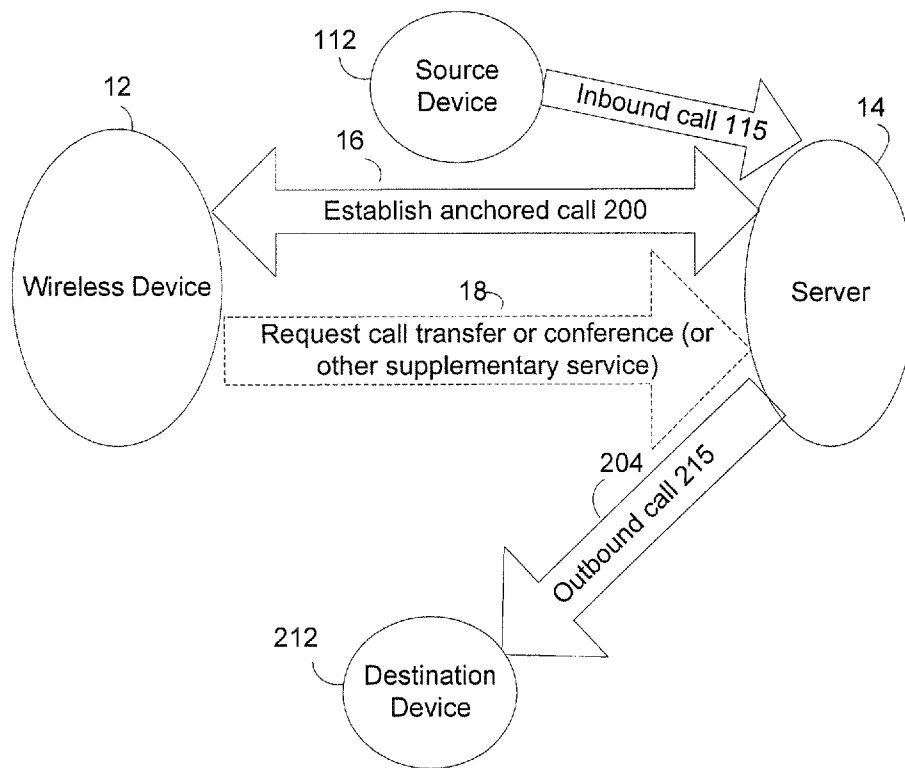 112
Source
Device
12
Inbound call 115
14
16
Establish anchored call 200
Wireless Device
Server
18
Request call transfer or conference (or
other supplementary service)
204
Outbound call 215
212
Destination
Device